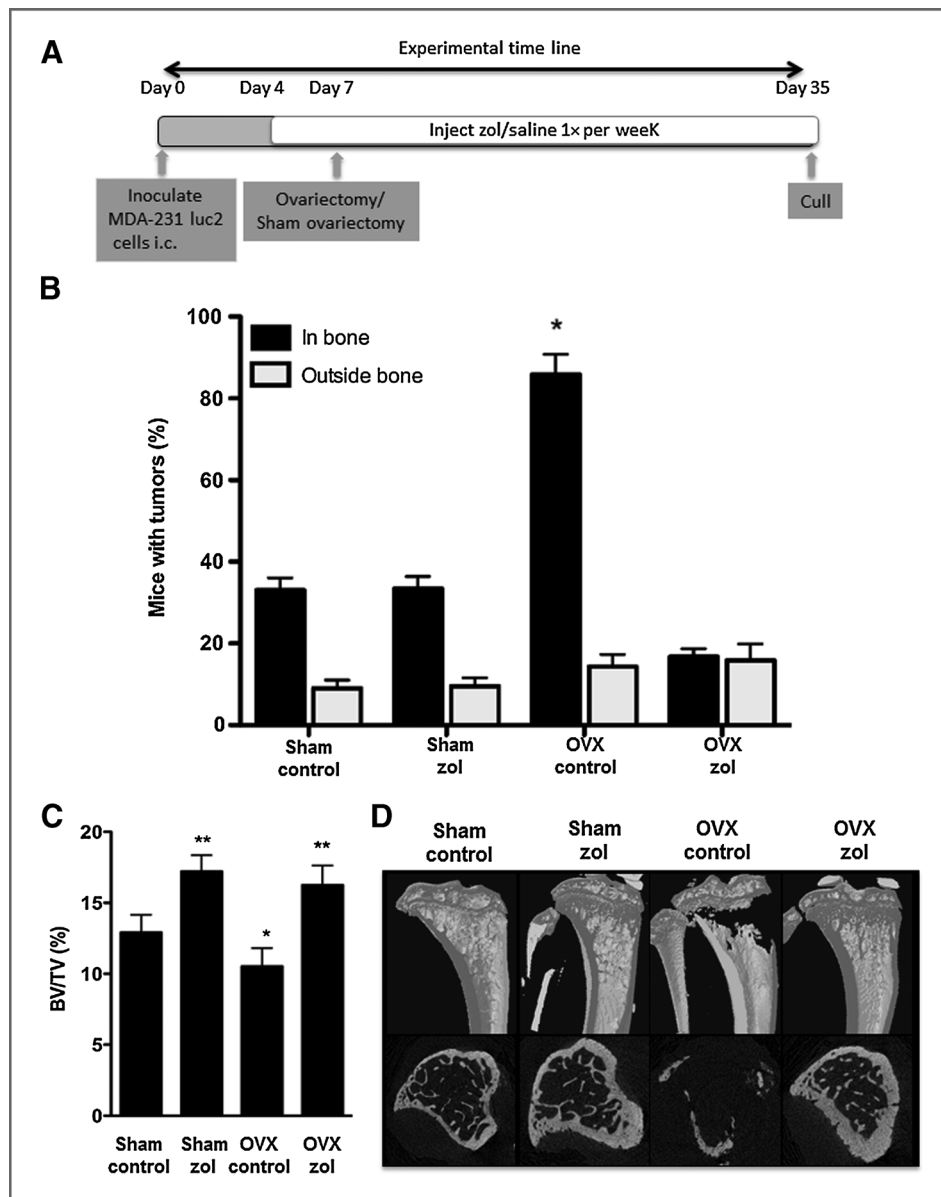 A
Experimental time line
Day 0 Day 4 Day 7 Day 35
Inject zol/saline 1× per weeK
Inoculate
MDA-231 luc2
cells i.c.
Ovariectomy/
Sham ovariectomy
Cull
B
Mice with tumors (%)
100
80
60
40
20
0
In bone
Outside bone
*
Sham
control
Sham
zol
OVX
control
OVX
zol
C
BV/TV (%)
20
15
10
5
0
**
*
**
Sham
control
Sham
zol
OVX
control
OVX
zol
D
Sham
control
Sham
zol
OVX
control
OVX
zol